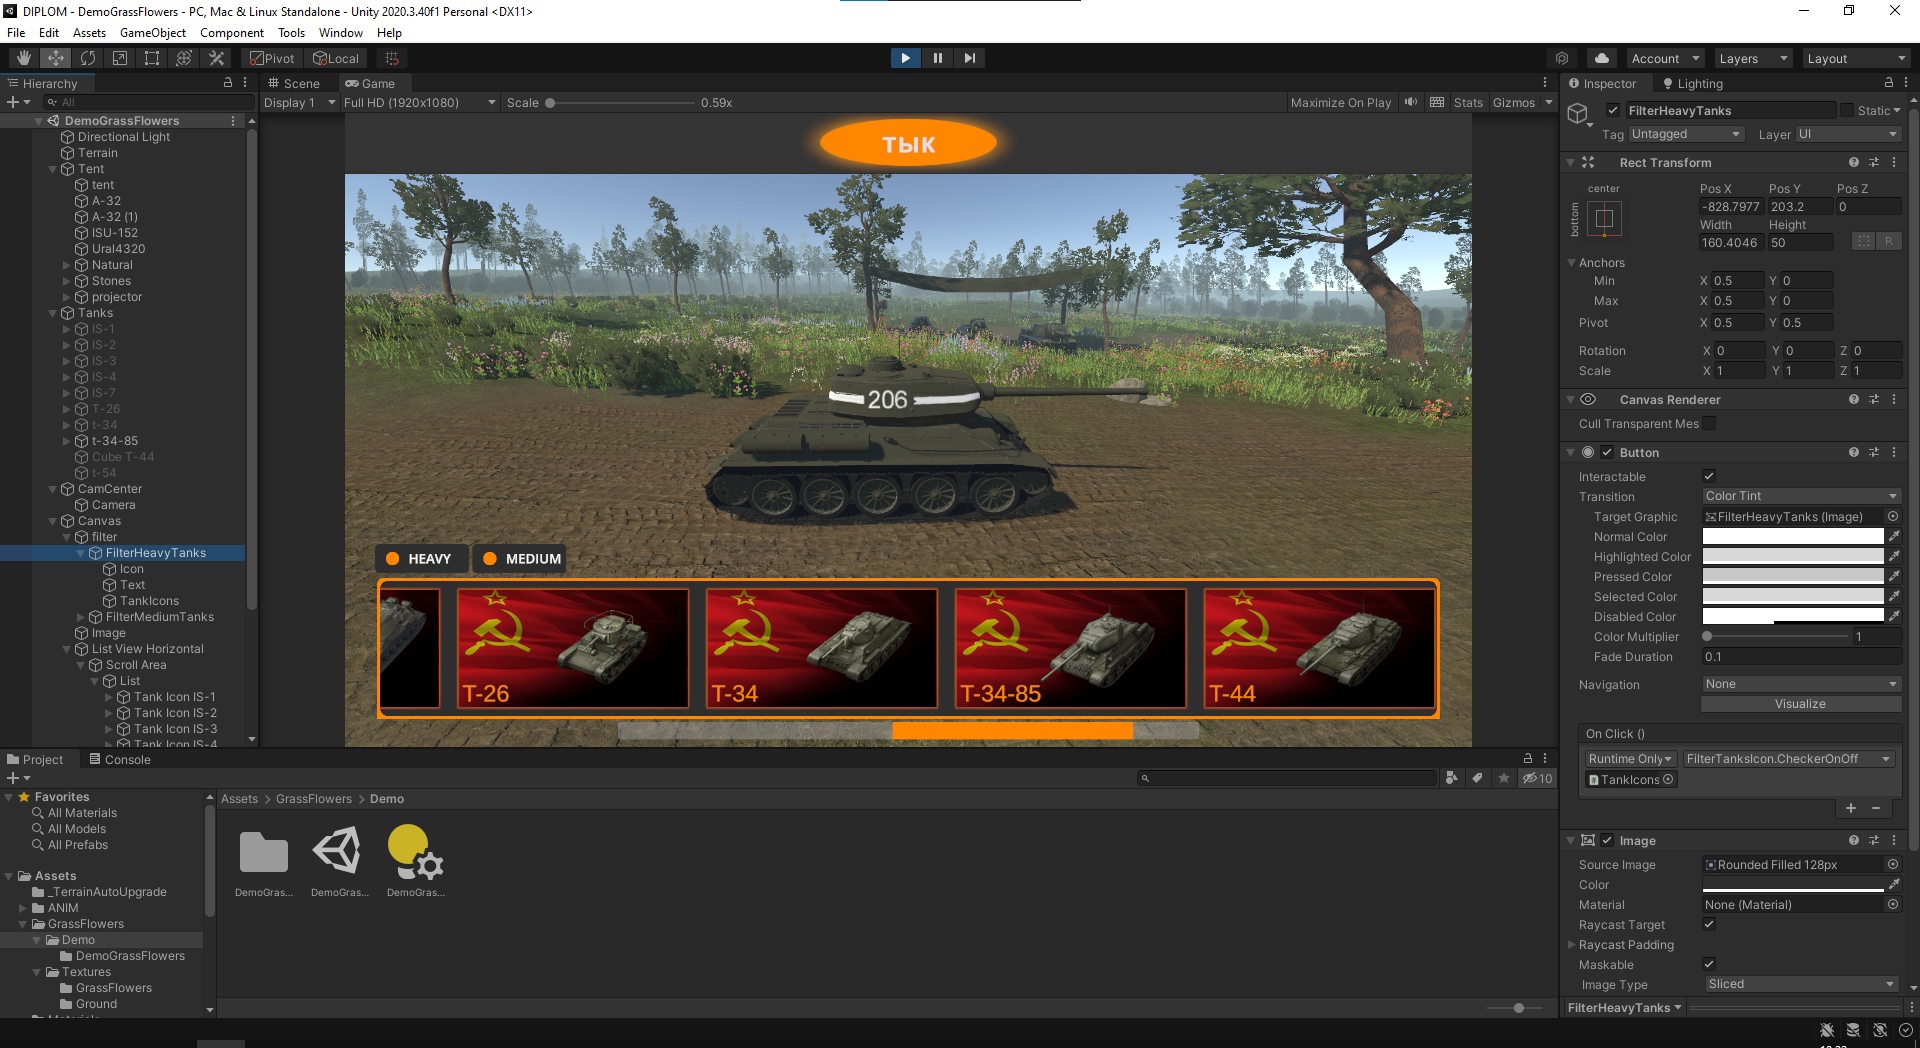 DIPLOM - DemoGrassFlowers - PC, Mac & Linux Standalone - Unity 2020.3.40f1 Personal <DX11>
File Edit Assets GameObject Component Tools Window Help
Pivot Local
Account Layers Layout
Hierarchy
All
DemoGrassFlowers
Directional Light
Terrain
Tent
tent
A-32
A-32 (1)
ISU-152
Ural4320
Natural
Stones
projector
Tanks
IS-1
IS-2
IS-3
IS-4
IS-7
T-26
t-34
t-34-85
Cube T-44
t-54
CamCenter
Camera
Canvas
filter
FilterHeavyTanks
Icon
Text
TankIcons
FilterMediumTanks
Image
List View Horizontal
Scroll Area
List
Tank Icon IS-1
Tank Icon IS-2
Tank Icon IS-3
Tank Icon IS-4
Scene Game
Display 1 Full HD (1920x1080) Scale 0.59x Maximize On Play Stats Gizmos
ТЫК
206
HEAVY MEDIUM
T-26 T-34 T-34-85 T-44
Inspector Lighting
FilterHeavyTanks Static
Tag Untagged Layer UI
Rect Transform
center
bottom
Pos X Pos Y Pos Z
-828.7977 203.2 0
Width Height
160.4046 50 R
Anchors
Min X 0.5 Y 0
Max X 0.5 Y 0
Pivot X 0.5 Y 0.5
Rotation X 0 Y 0 Z 0
Scale X 1 Y 1 Z 1
Canvas Renderer
Cull Transparent Mes
Button
Interactable
Transition Color Tint
Target Graphic FilterHeavyTanks (Image)
Normal Color
Highlighted Color
Pressed Color
Selected Color
Disabled Color
Color Multiplier 1
Fade Duration 0.1
Navigation None
Visualize
On Click ()
Runtime Only FilterTanksIcon.CheckerOnOff
TankIcons
Image
Source Image Rounded Filled 128px
Color
Material None (Material)
Raycast Target
Raycast Padding
Maskable
Image Type Sliced
FilterHeavyTanks
Project Console
10
Favorites
All Materials
All Models
All Prefabs
Assets
_TerrainAutoUpgrade
ANIM
GrassFlowers
Demo
DemoGrassFlowers
Textures
GrassFlowers
Ground
Assets > GrassFlowers > Demo
DemoGras... DemoGras... DemoGras...